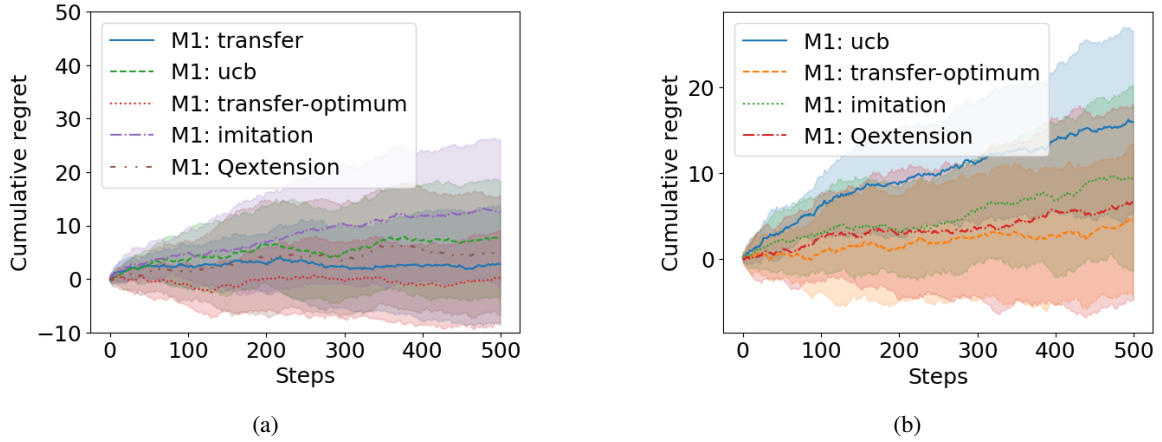 50
40
30
20
10
0
−10
Cumulative regret
M1: transfer
M1: ucb
M1: transfer-optimum
M1: imitation
M1: Qextension
0 100 200 300 400 500
Steps
(a)
20
10
0
Cumulative regret
M1: ucb
M1: transfer-optimum
M1: imitation
M1: Qextension
0 100 200 300 400 500
Steps
(b)